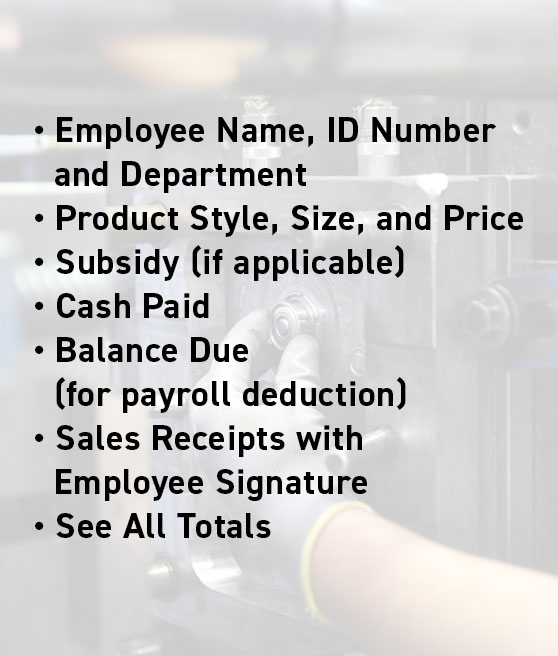 • Employee Name, ID Number
and Department
• Product Style, Size, and Price
• Subsidy (if applicable)
• Cash Paid
• Balance Due
(for payroll deduction)
• Sales Receipts with
Employee Signature
• See All Totals